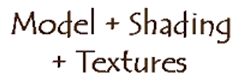 Model + Shading
+ Textures